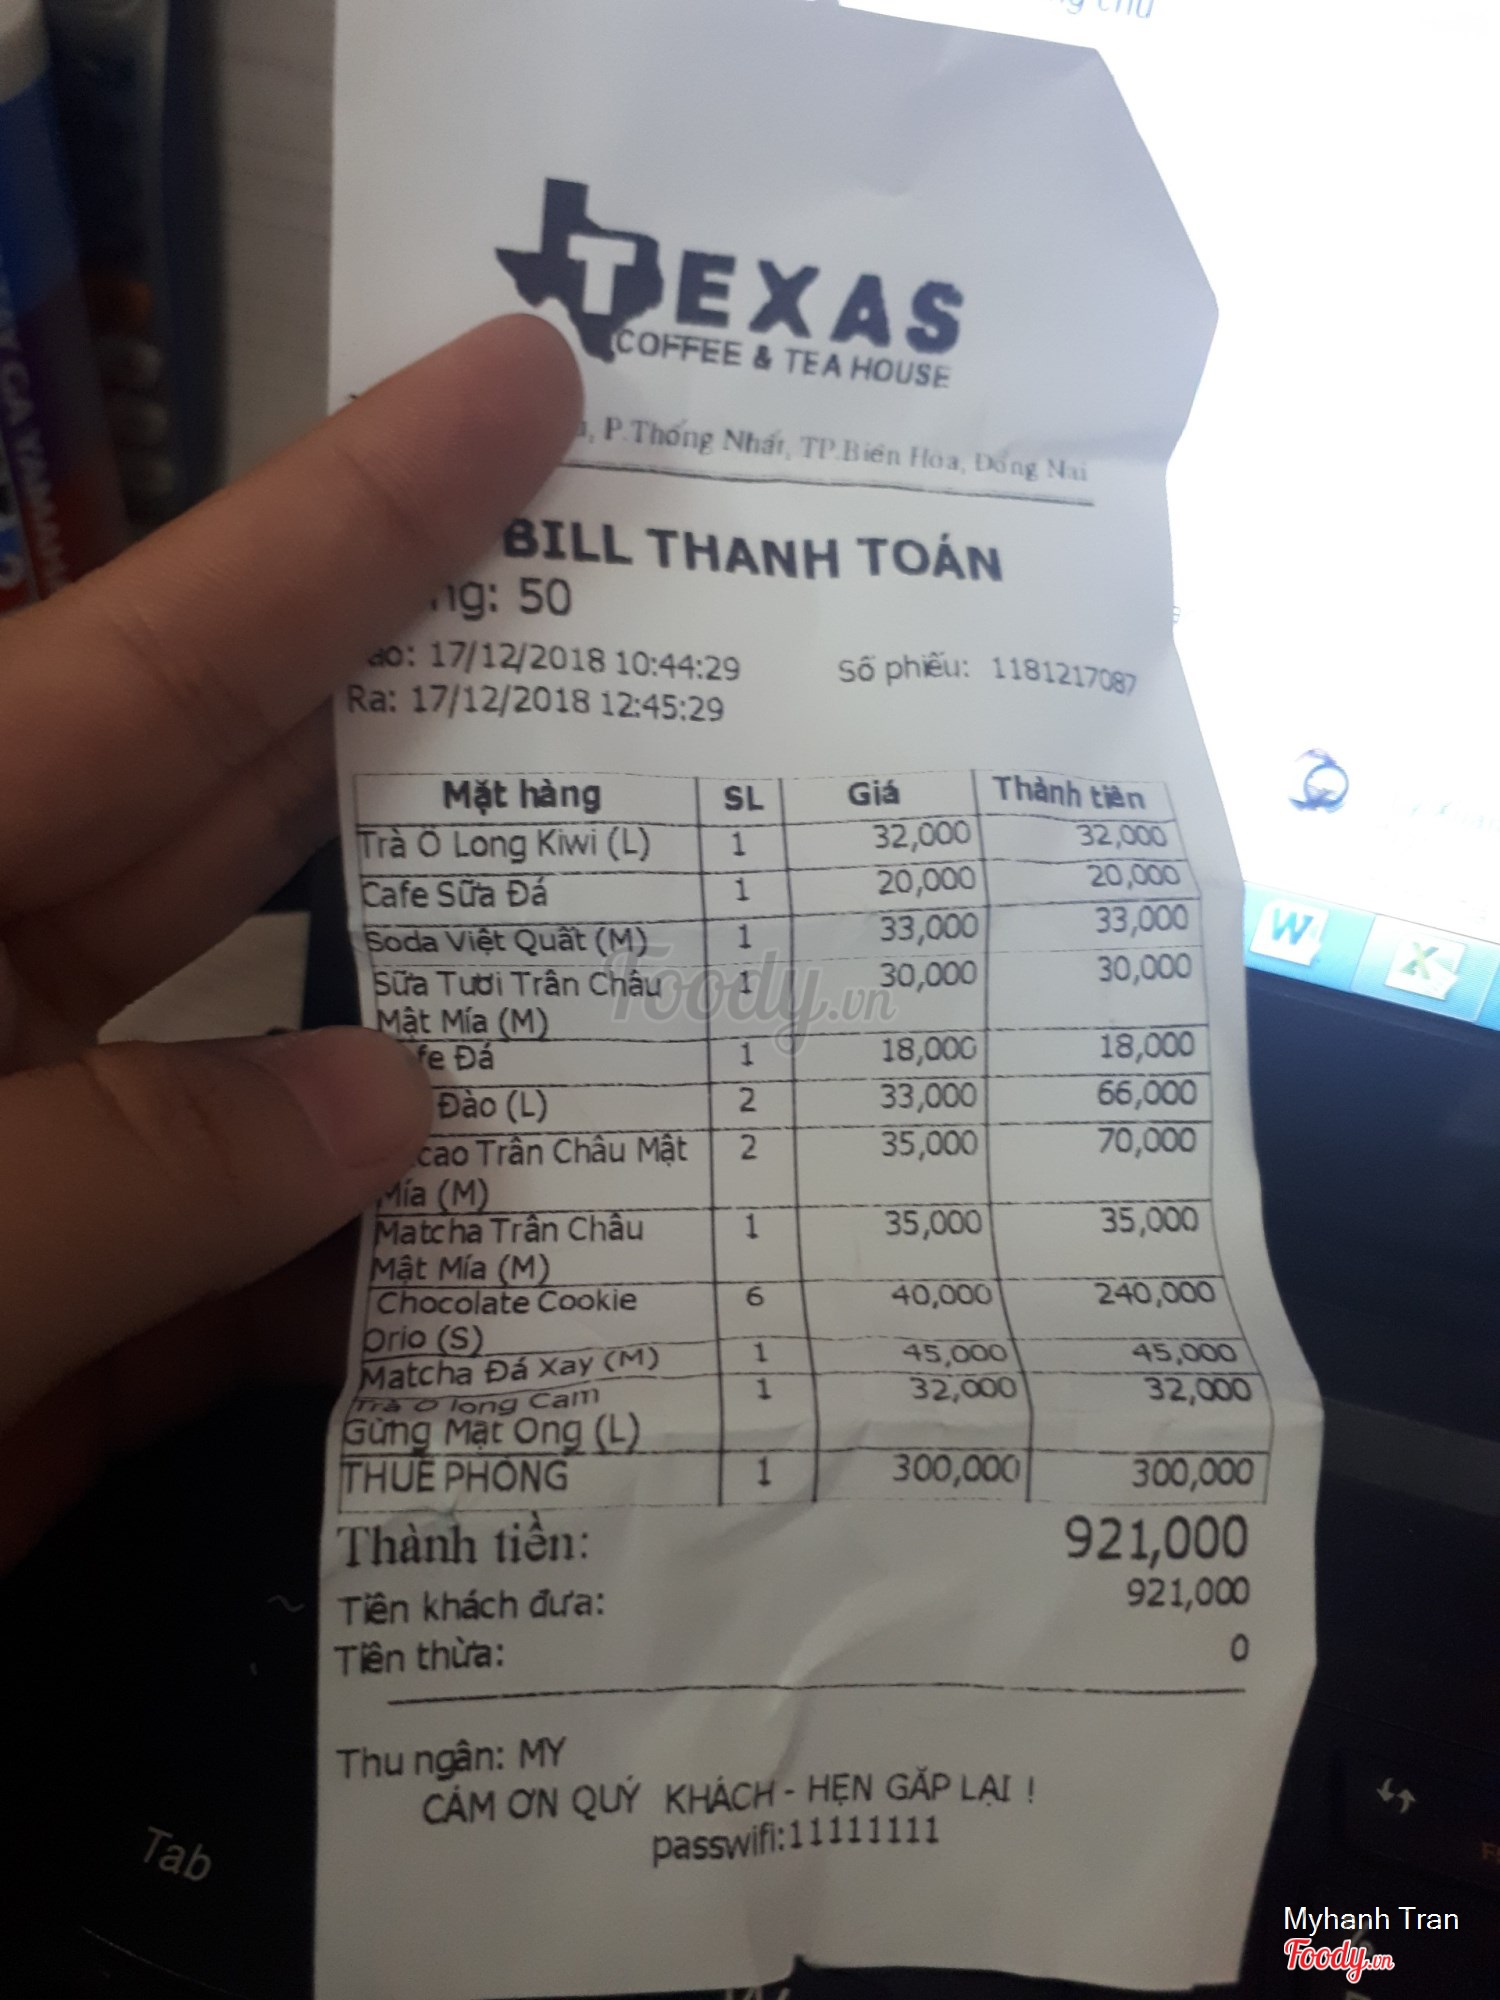 TEXAS
COFFEE & TEA HOUSE
P.Thống Nhất, TP.Biên Hòa, Đồng Nai
BILL THANH TOÁN
50
17/12/2018 10:44:29 Số phiếu: 1181217087
Ra: 17/12/2018 12:45:29
Mặt hàng SL Giá Thành tiền
Trà Ô Long Kiwi (L) 1 32,000 32,000
Cafe Sữa Đá 1 20,000 20,000
Soda Việt Quất (M) 1 33,000 33,000
Sữa Tươi Trân Châu 1 30,000 30,000
Mật Mía (M)
Đá 1 18,000 18,000
Đào (L) 2 33,000 66,000
cao Trân Châu Mật 2 35,000 70,000
Mía (M)
Matcha Trân Châu 1 35,000 35,000
Mật Mía (M)
Chocolate Cookie 6 40,000 240,000
Orio (S)
Matcha Đá Xay (M) 1 45,000 45,000
Trà Ô long Cam 1 32,000 32,000
Gừng Mật Ong (L)
THUÊ PHÒNG 1 300,000 300,000
Thành tiền: 921,000
Tiền khách đưa: 921,000
Tiền thừa: 0
Thu ngân: MY
CÁM ƠN QUÝ KHÁCH - HẸN GẶP LẠI !
passwifi:11111111
Foody.vn
Tab
Myhanh Tran
Foody.vn